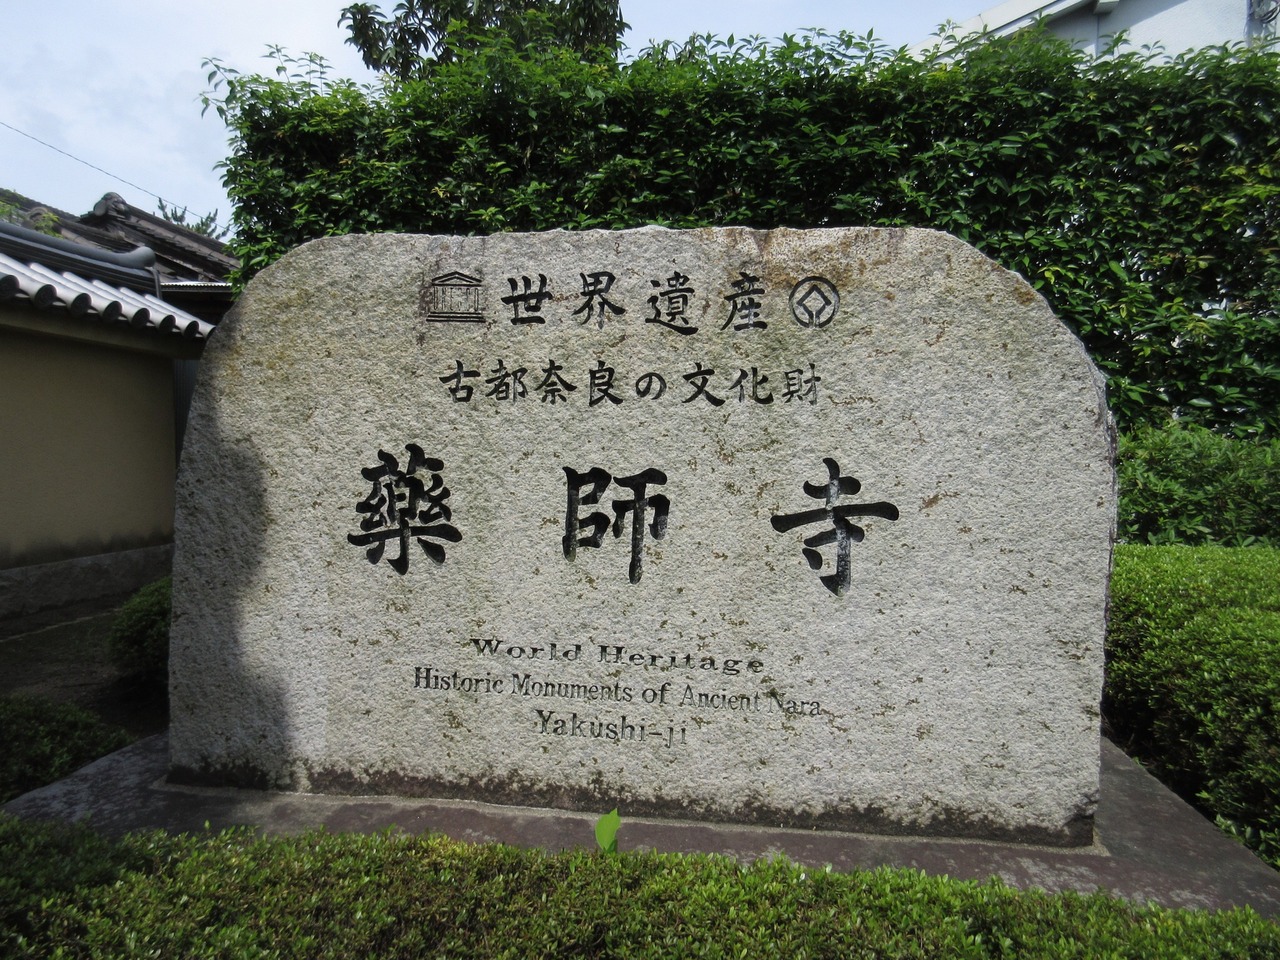 世界遺産
古都奈良の文化財
藥師寺
World Heritage
Historic Monuments of Ancient Nara
Yakushi-ji